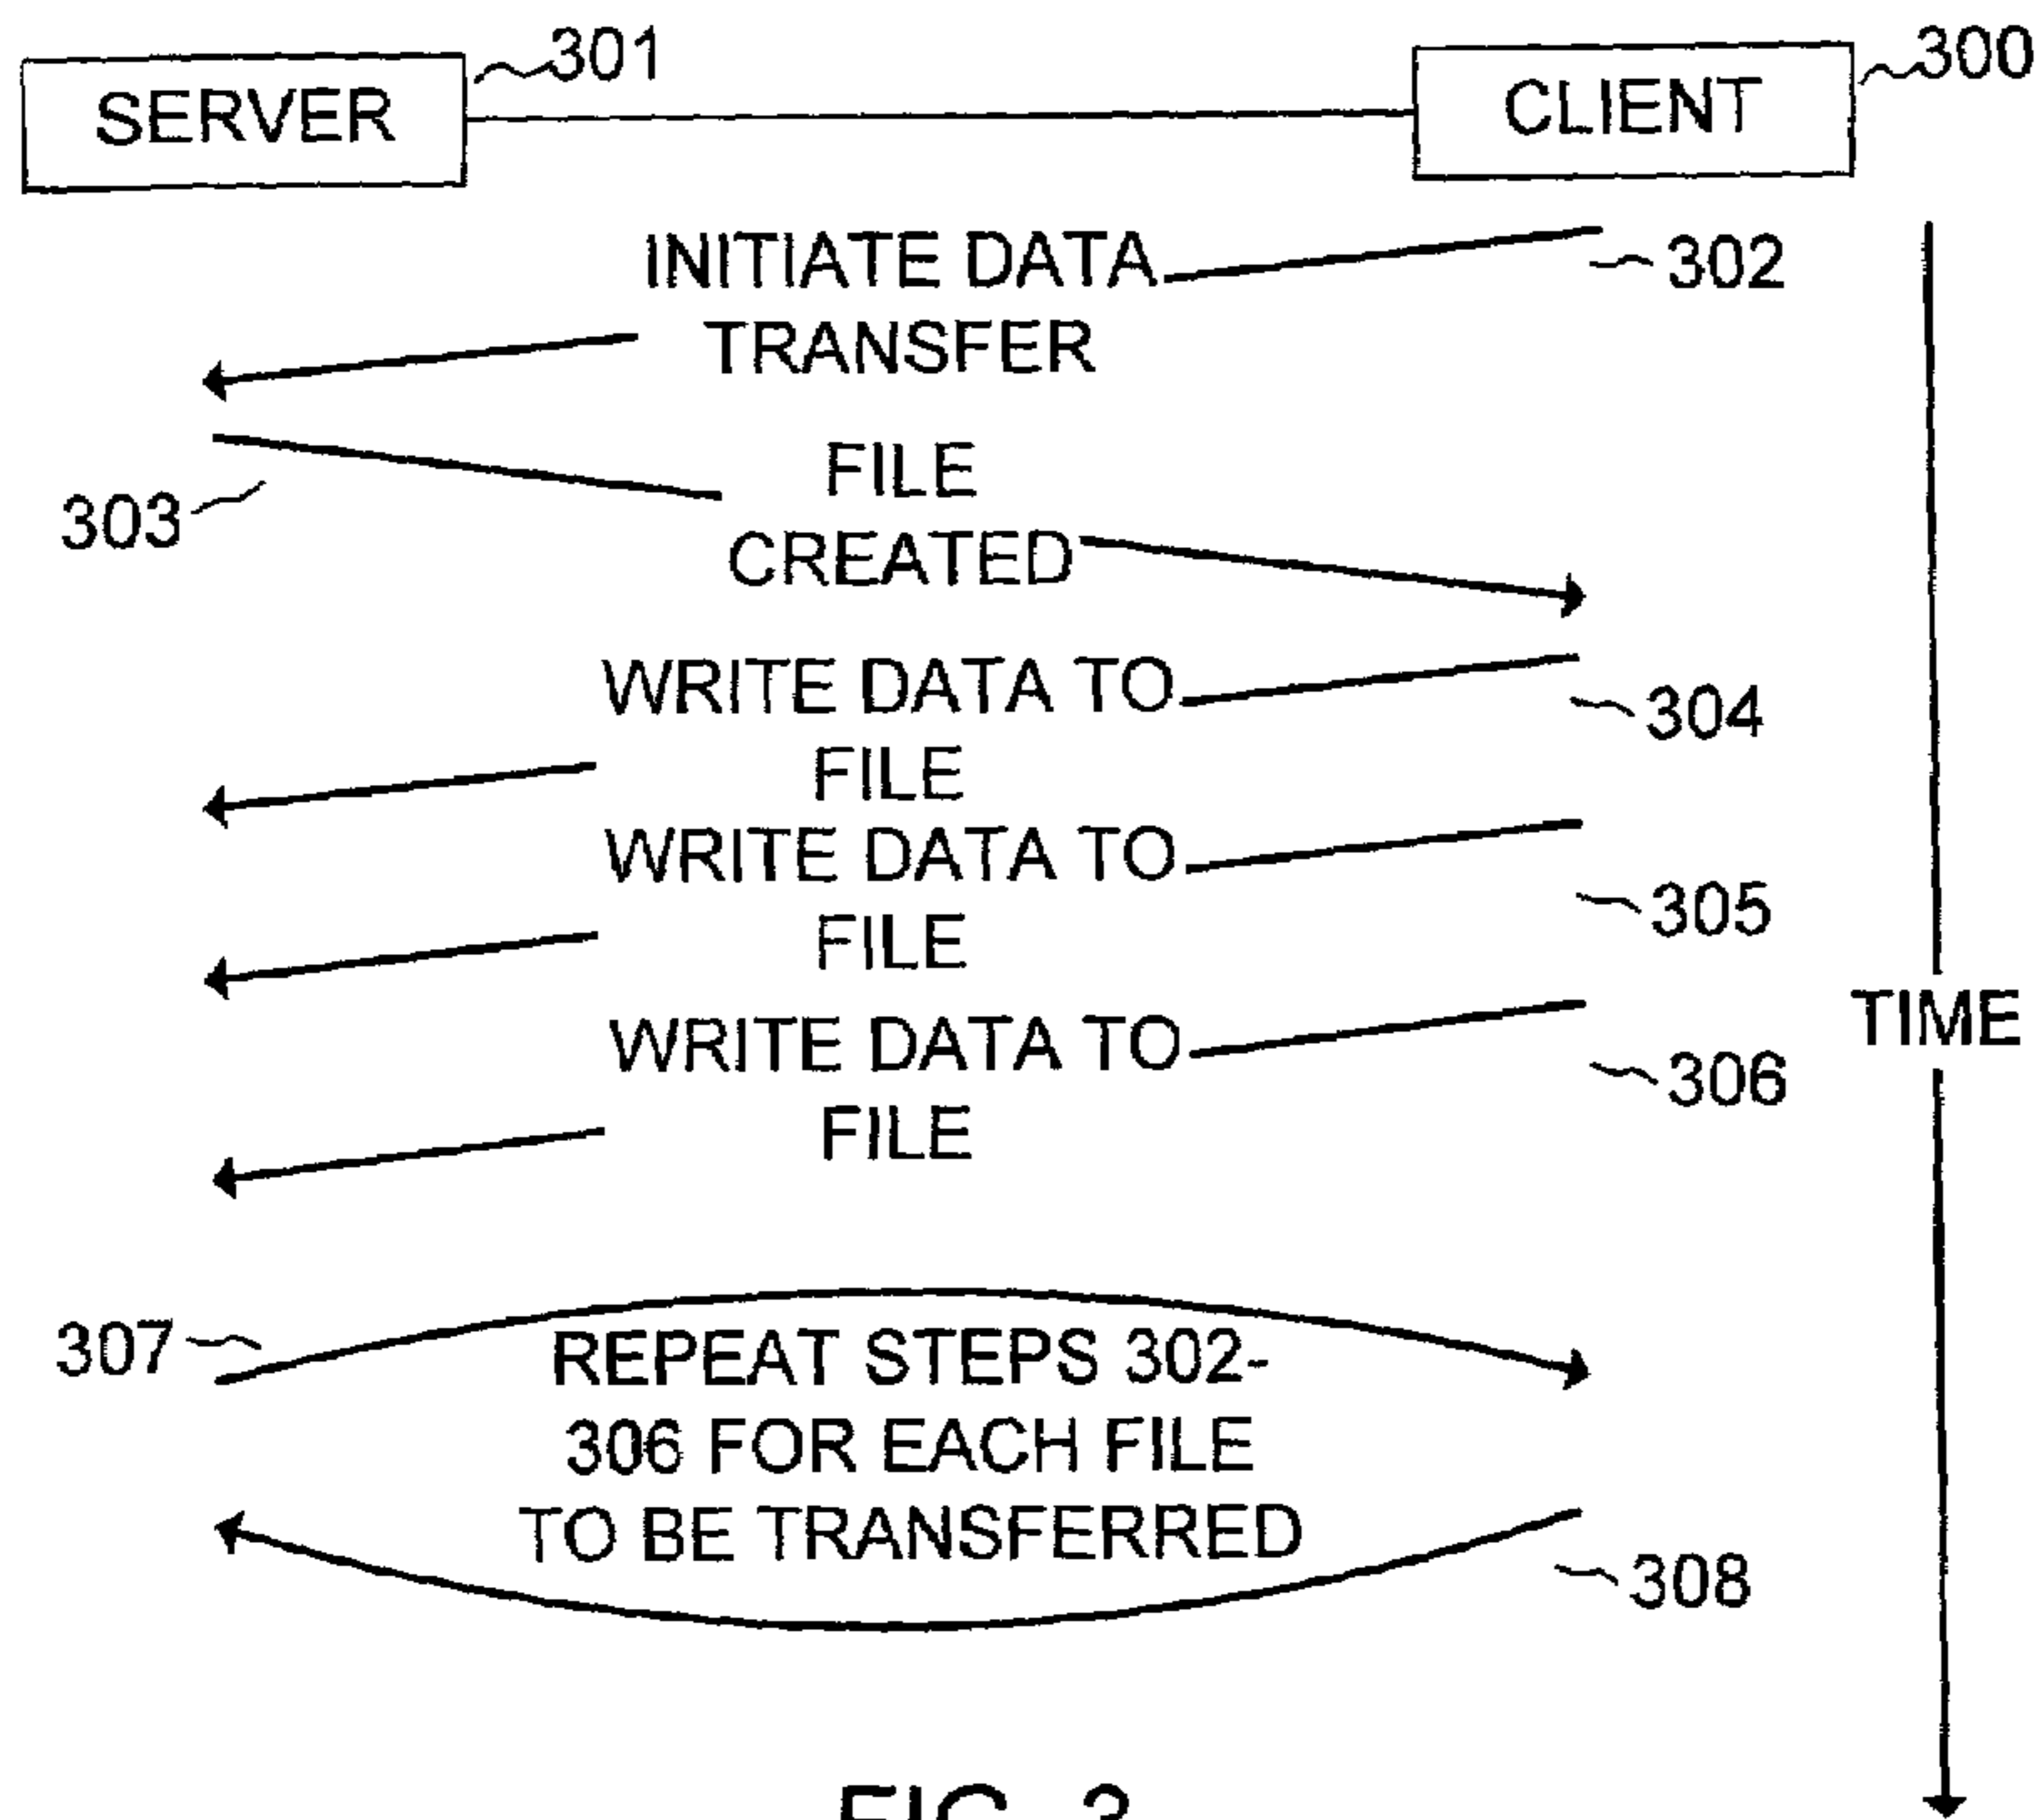 301
300
SERVER
CLIENT
INITIATE DATA
302
TRANSFER
FILE
303
CREATED
WRITE DATA TO
304
FILE
WRITE DATA TO
305
FILE
TIME
WRITE DATA TO
306
FILE
307
REPEAT STEPS 302-
306 FOR EACH FILE
TO BE TRANSFERRED
308
FIG.